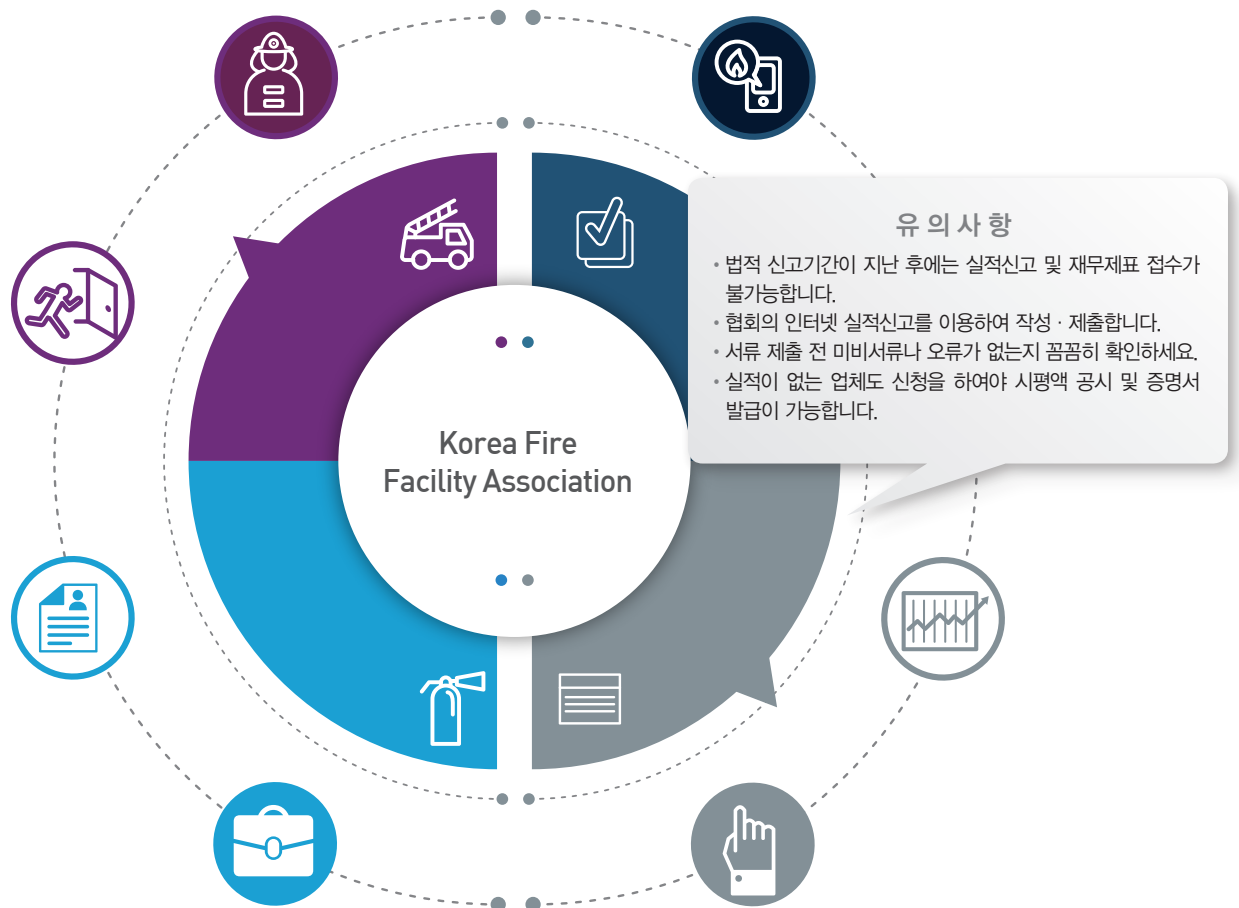 유의사항
• 법적 신고기간이 지난 후에는 실적신고 및 재무제표 접수가
불가능합니다.
• 협회의 인터넷 실적신고를 이용하여 작성 · 제출합니다.
• 서류 제출 전 미비서류나 오류가 없는지 꼼꼼히 확인하세요.
• 실적이 없는 업체도 신청을 하여야 시평액 공시 및 증명서
발급이 가능합니다.
Korea Fire
Facility Association